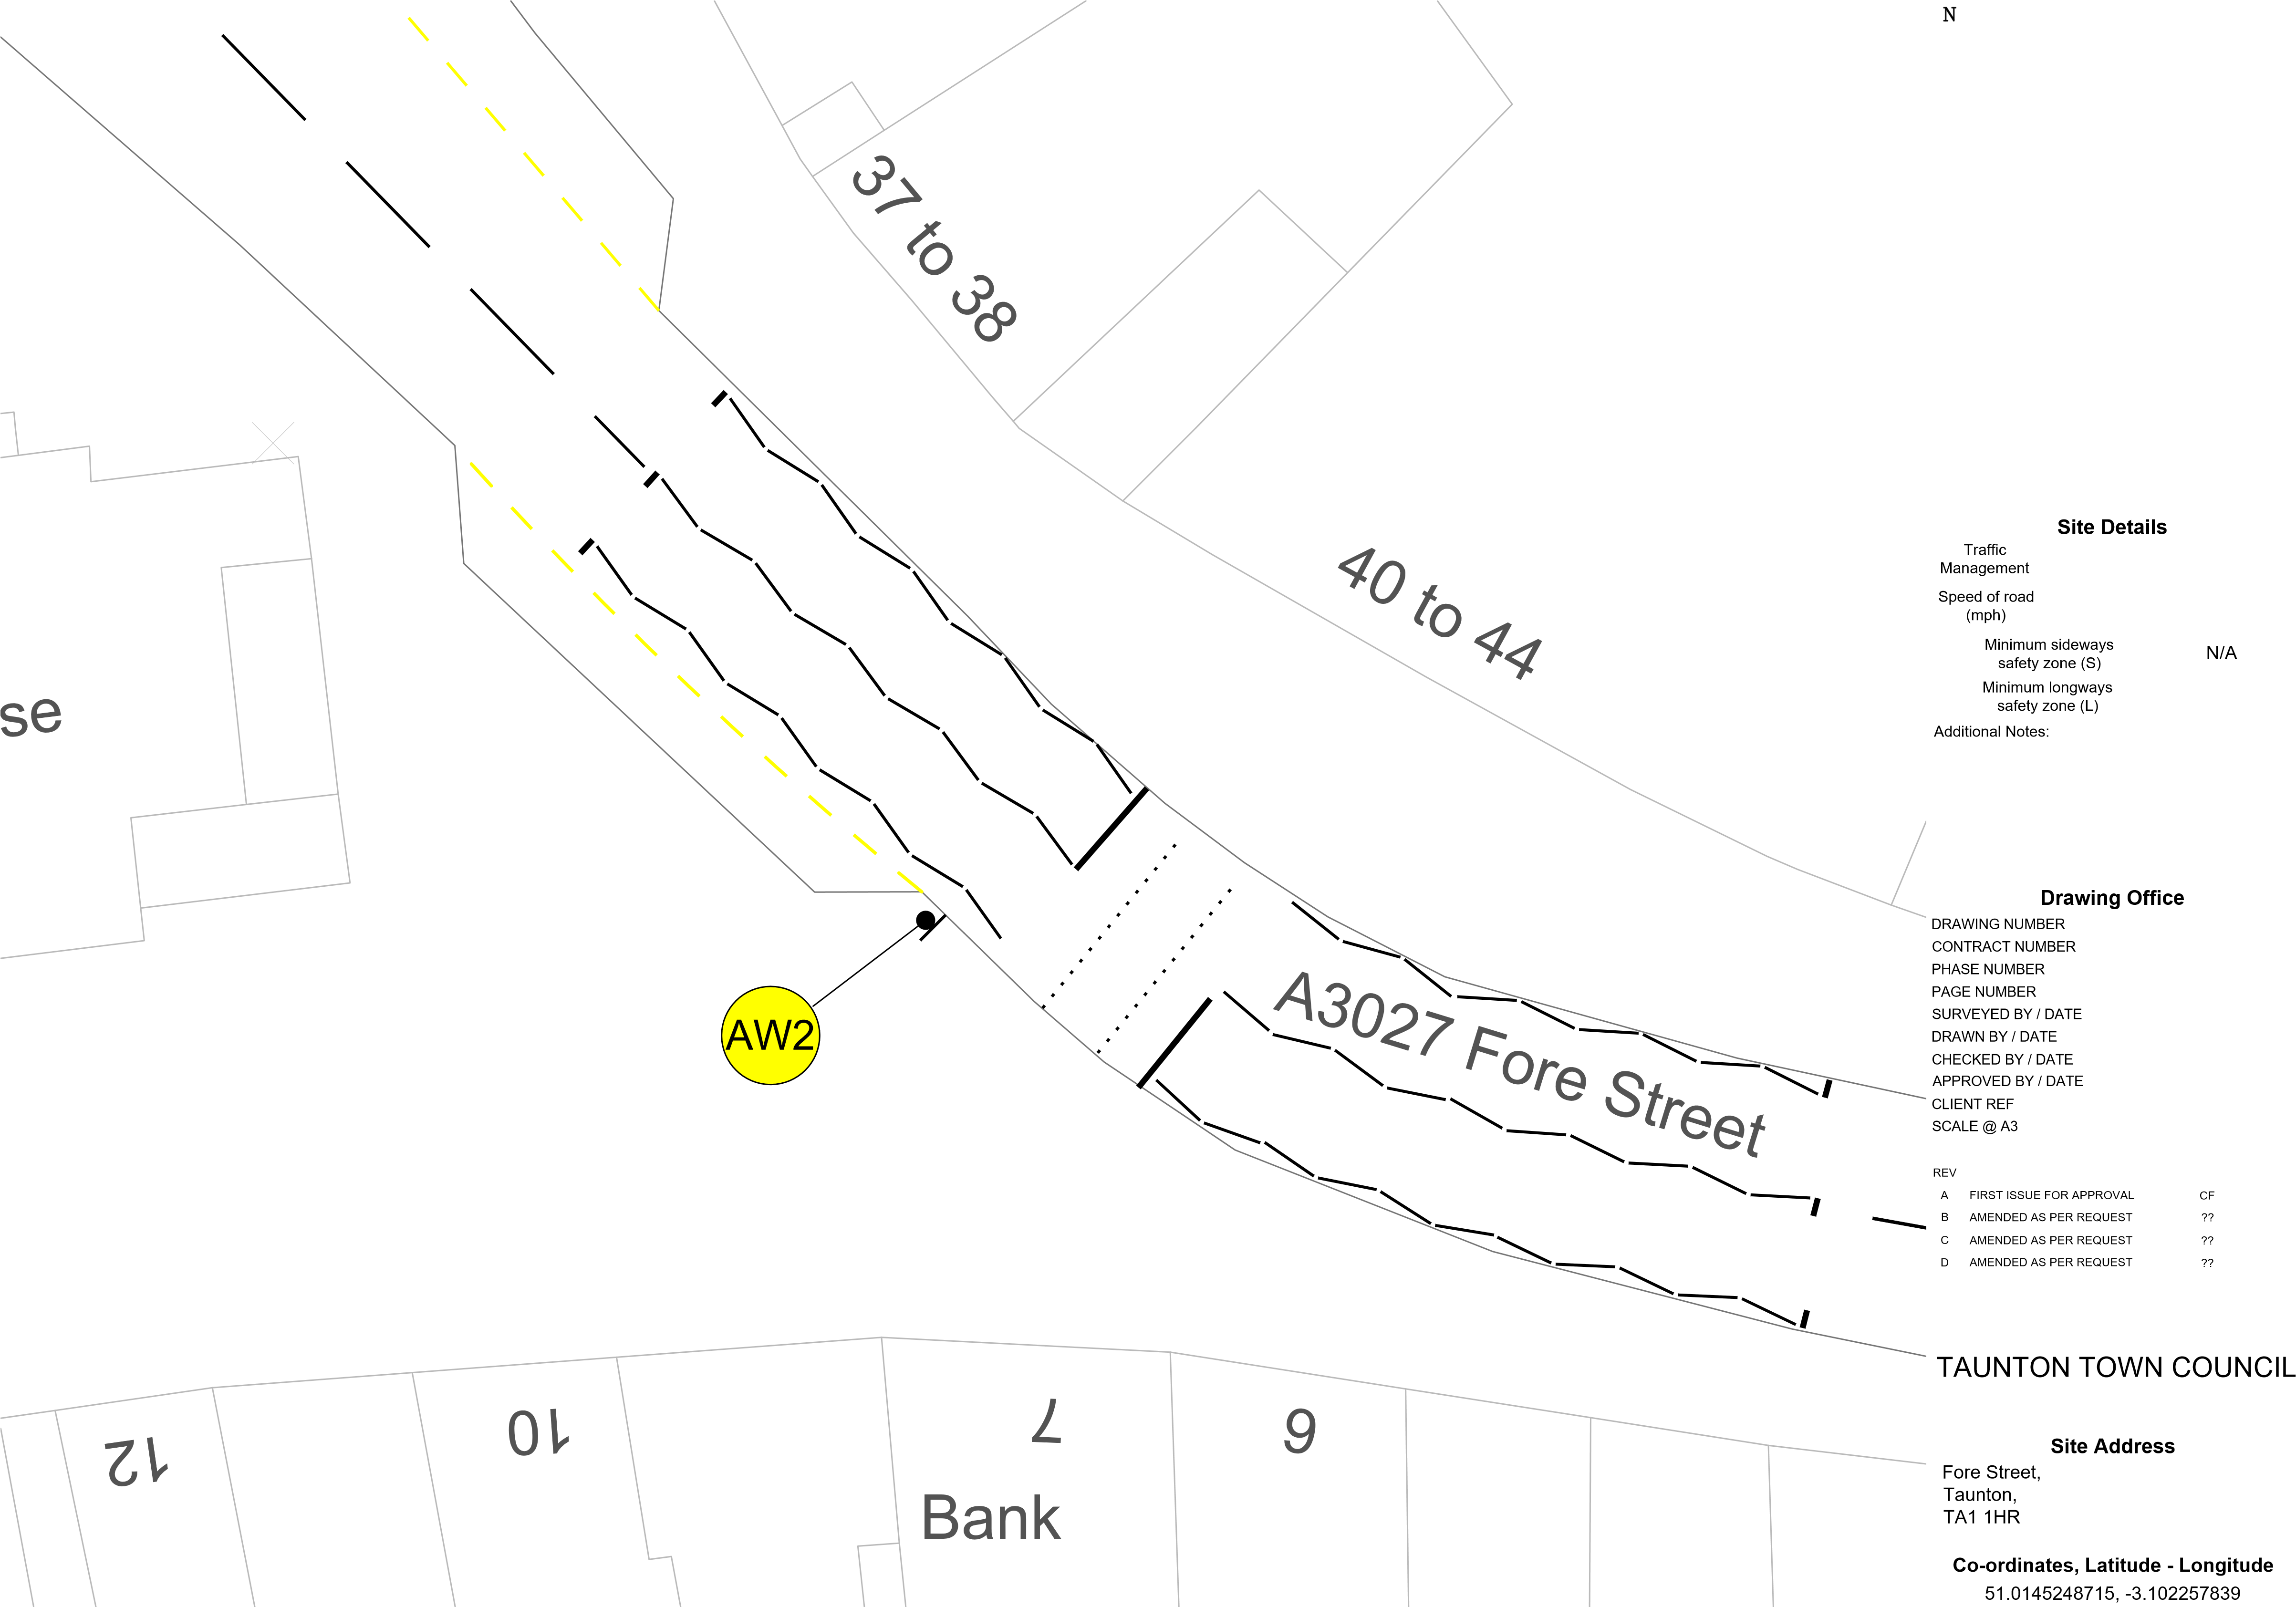 N
37 to 38
40 to 44
se
AW2
A3027 Fore Street
12
10
7
6
Bank
Site Details
Traffic
Management
Speed of road
(mph)
Minimum sideways
safety zone (S)
N/A
Minimum longways
safety zone (L)
Additional Notes:
Drawing Office
DRAWING NUMBER
CONTRACT NUMBER
PHASE NUMBER
PAGE NUMBER
SURVEYED BY / DATE
DRAWN BY / DATE
CHECKED BY / DATE
APPROVED BY / DATE
CLIENT REF
SCALE @ A3
REV
A FIRST ISSUE FOR APPROVAL CF
B AMENDED AS PER REQUEST ??
C AMENDED AS PER REQUEST ??
D AMENDED AS PER REQUEST ??
TAUNTON TOWN COUNCIL
Site Address
Fore Street,
Taunton,
TA1 1HR
Co-ordinates, Latitude - Longitude
51.0145248715, -3.102257839